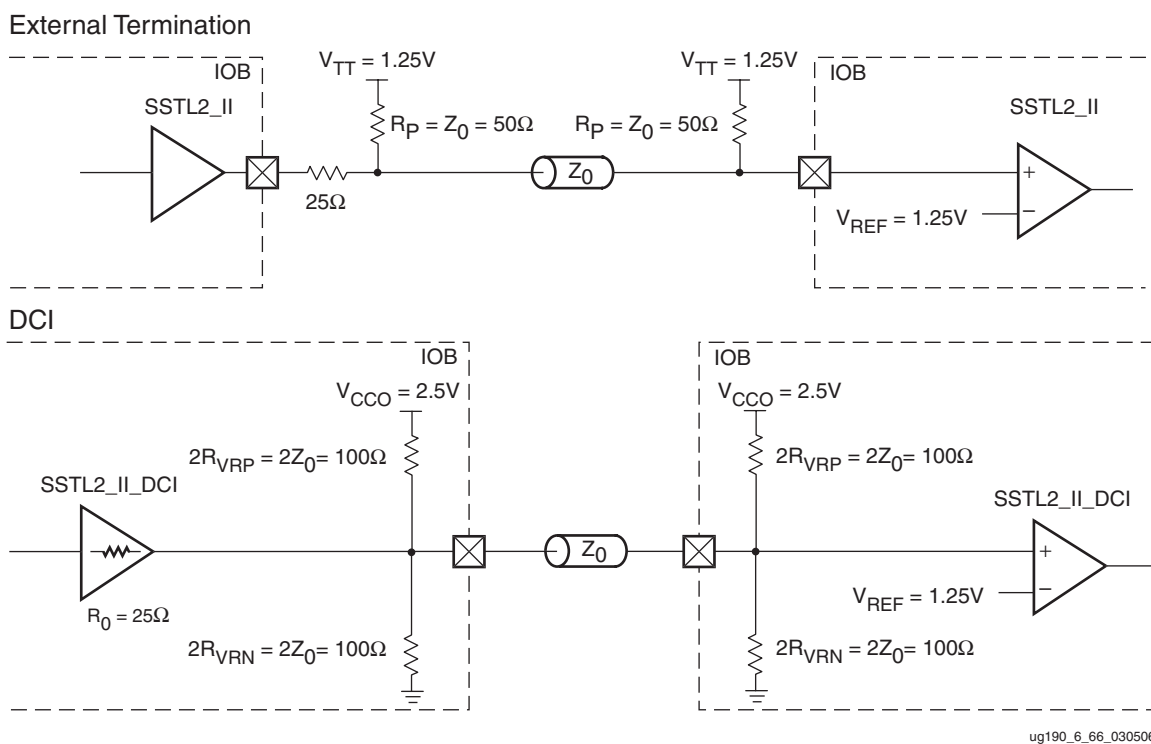 External Termination
IOB
V_TT = 1.25V
V_TT = 1.25V
IOB
SSTL2_II
SSTL2_II
R_P = Z_0 = 50Ω
R_P = Z_0 = 50Ω
Z_0
+
25Ω
V_REF = 1.25V
–
DCI
IOB
IOB
V_CCO = 2.5V
V_CCO = 2.5V
2R_VRP = 2Z_0= 100Ω
2R_VRP = 2Z_0= 100Ω
SSTL2_II_DCI
SSTL2_II_DCI
Z_0
+
R_0 = 25Ω
V_REF = 1.25V
–
2R_VRN = 2Z_0= 100Ω
2R_VRN = 2Z_0= 100Ω
ug190_6_66_030506